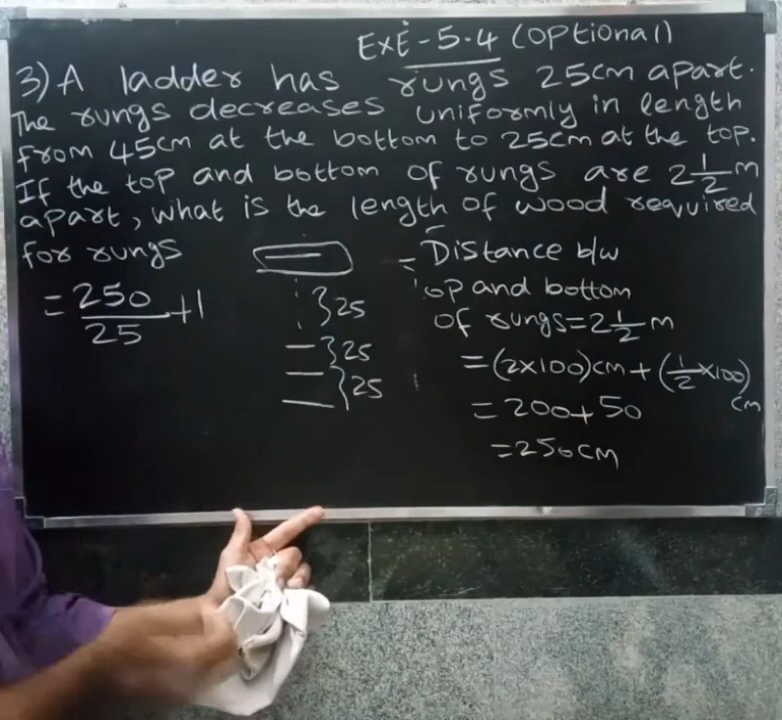 ExE-5.4 (optional)
3) A ladder has rungs 25cm apart.
The rungs decreases uniformly in length
from 45cm at the bottom to 25cm at the top.
If the top and bottom of rungs are 2 1/2 m
apart, what is the length of wood required
for rungs
= 250/25 + 1
} 25
} 25
} 25
= Distance b/w
top and bottom
of rungs = 2 1/2 m
= (2×100)cm + (1/2×100)cm
= 200+50
= 250cm